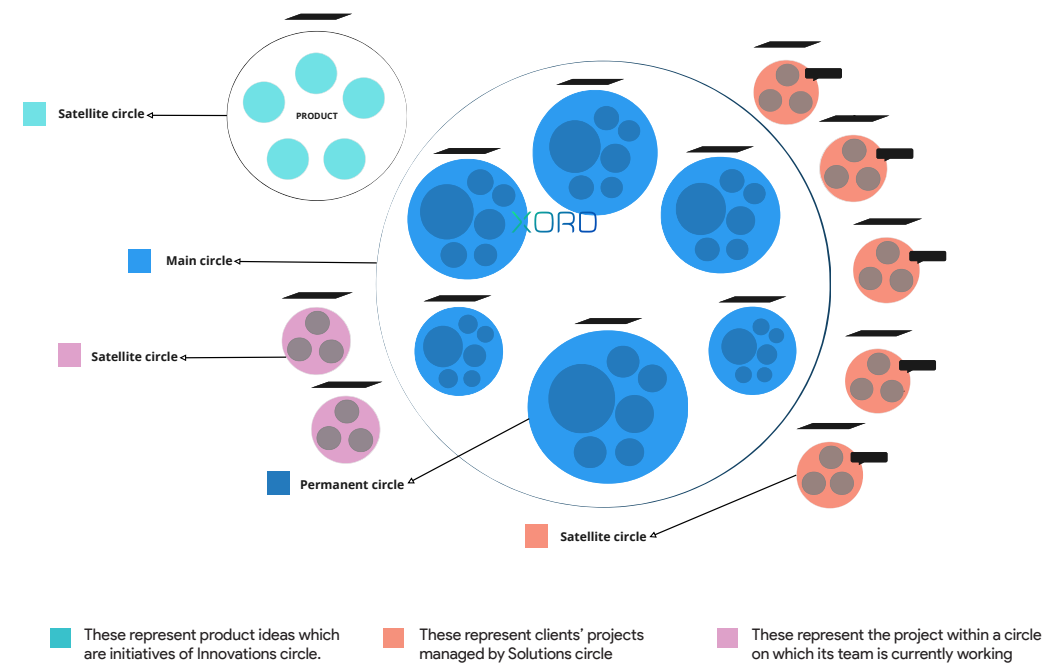 Satellite circle
PRODUCT
XORD
Main circle
Satellite circle
Permanent circle
Satellite circle
These represent product ideas which
are initiatives of Innovations circle.
These represent clients’ projects
managed by Solutions circle
These represent the project within a circle
on which its team is currently working